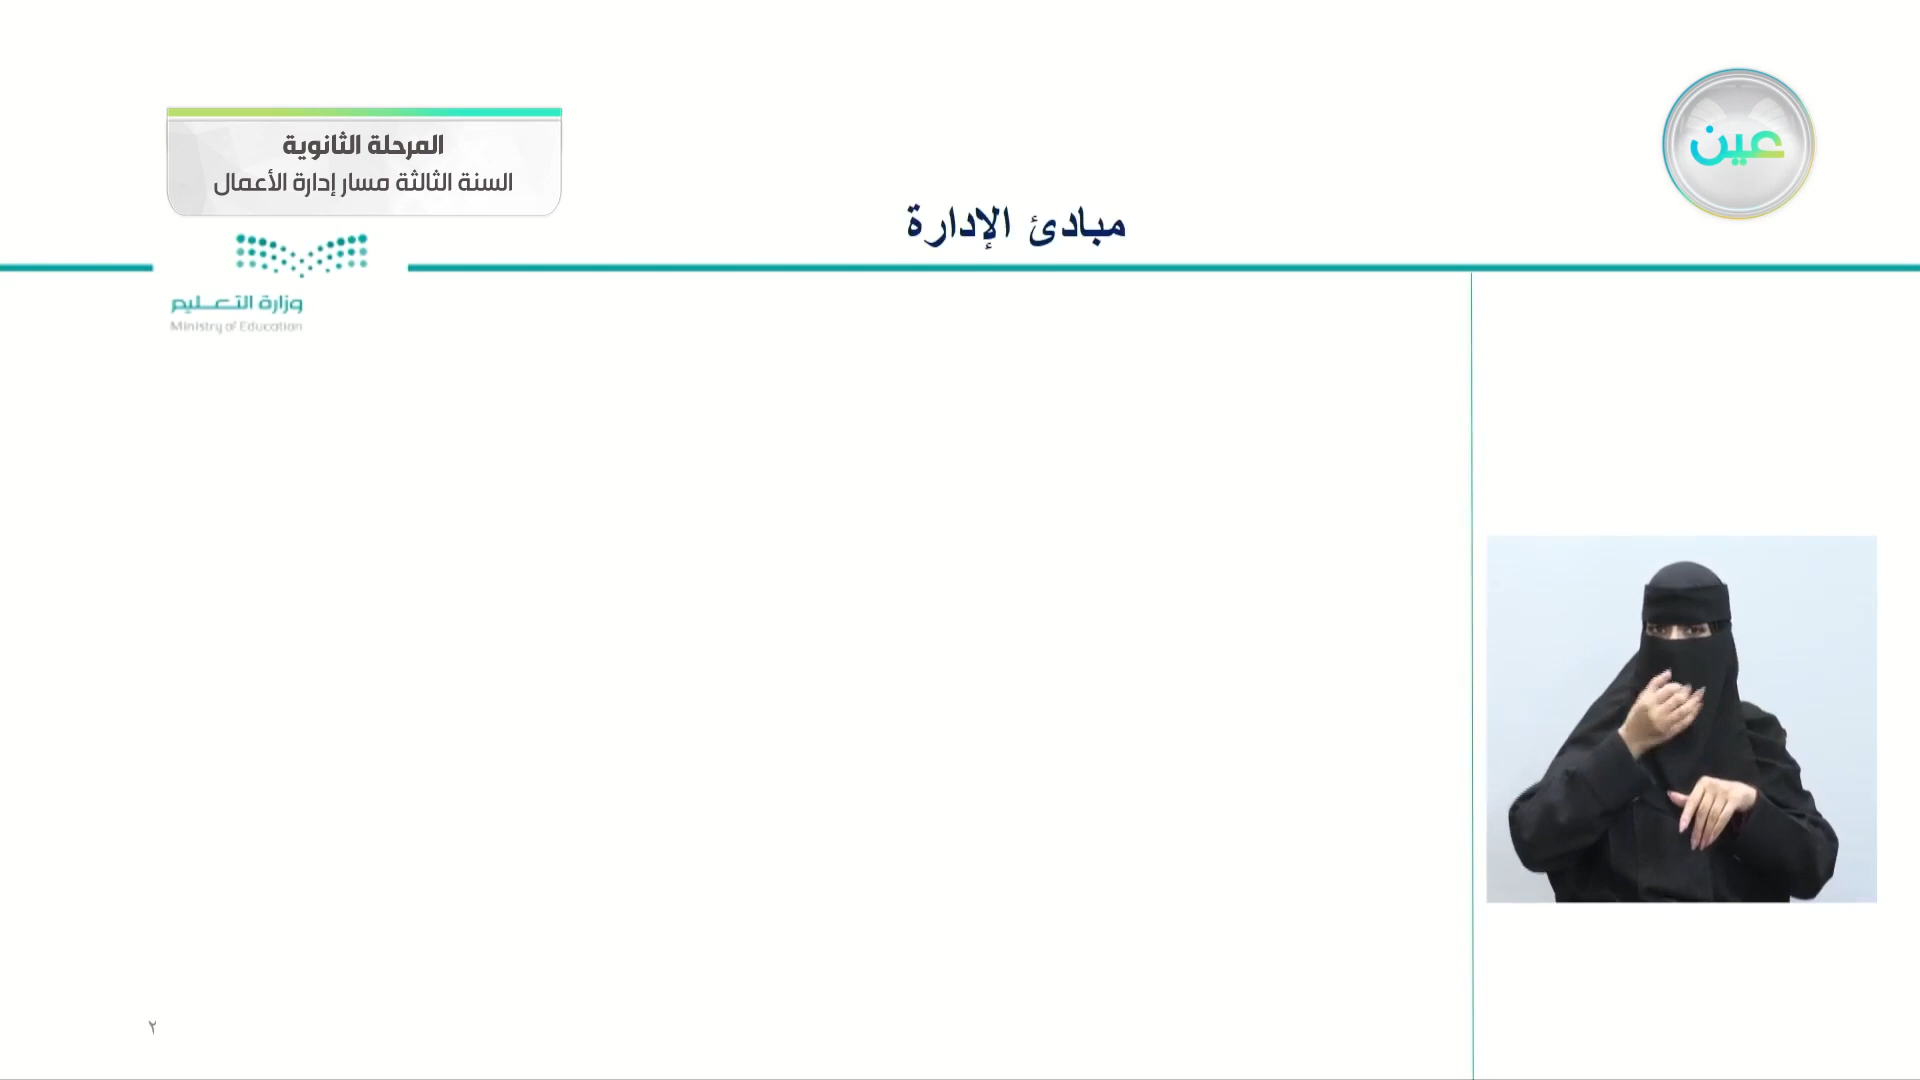 عين
المرحلة الثانوية
السنة الثالثة مسار إدارة الأعمال
مبادئ الإدارة
وزارة التعليم
Ministry of Education
٢